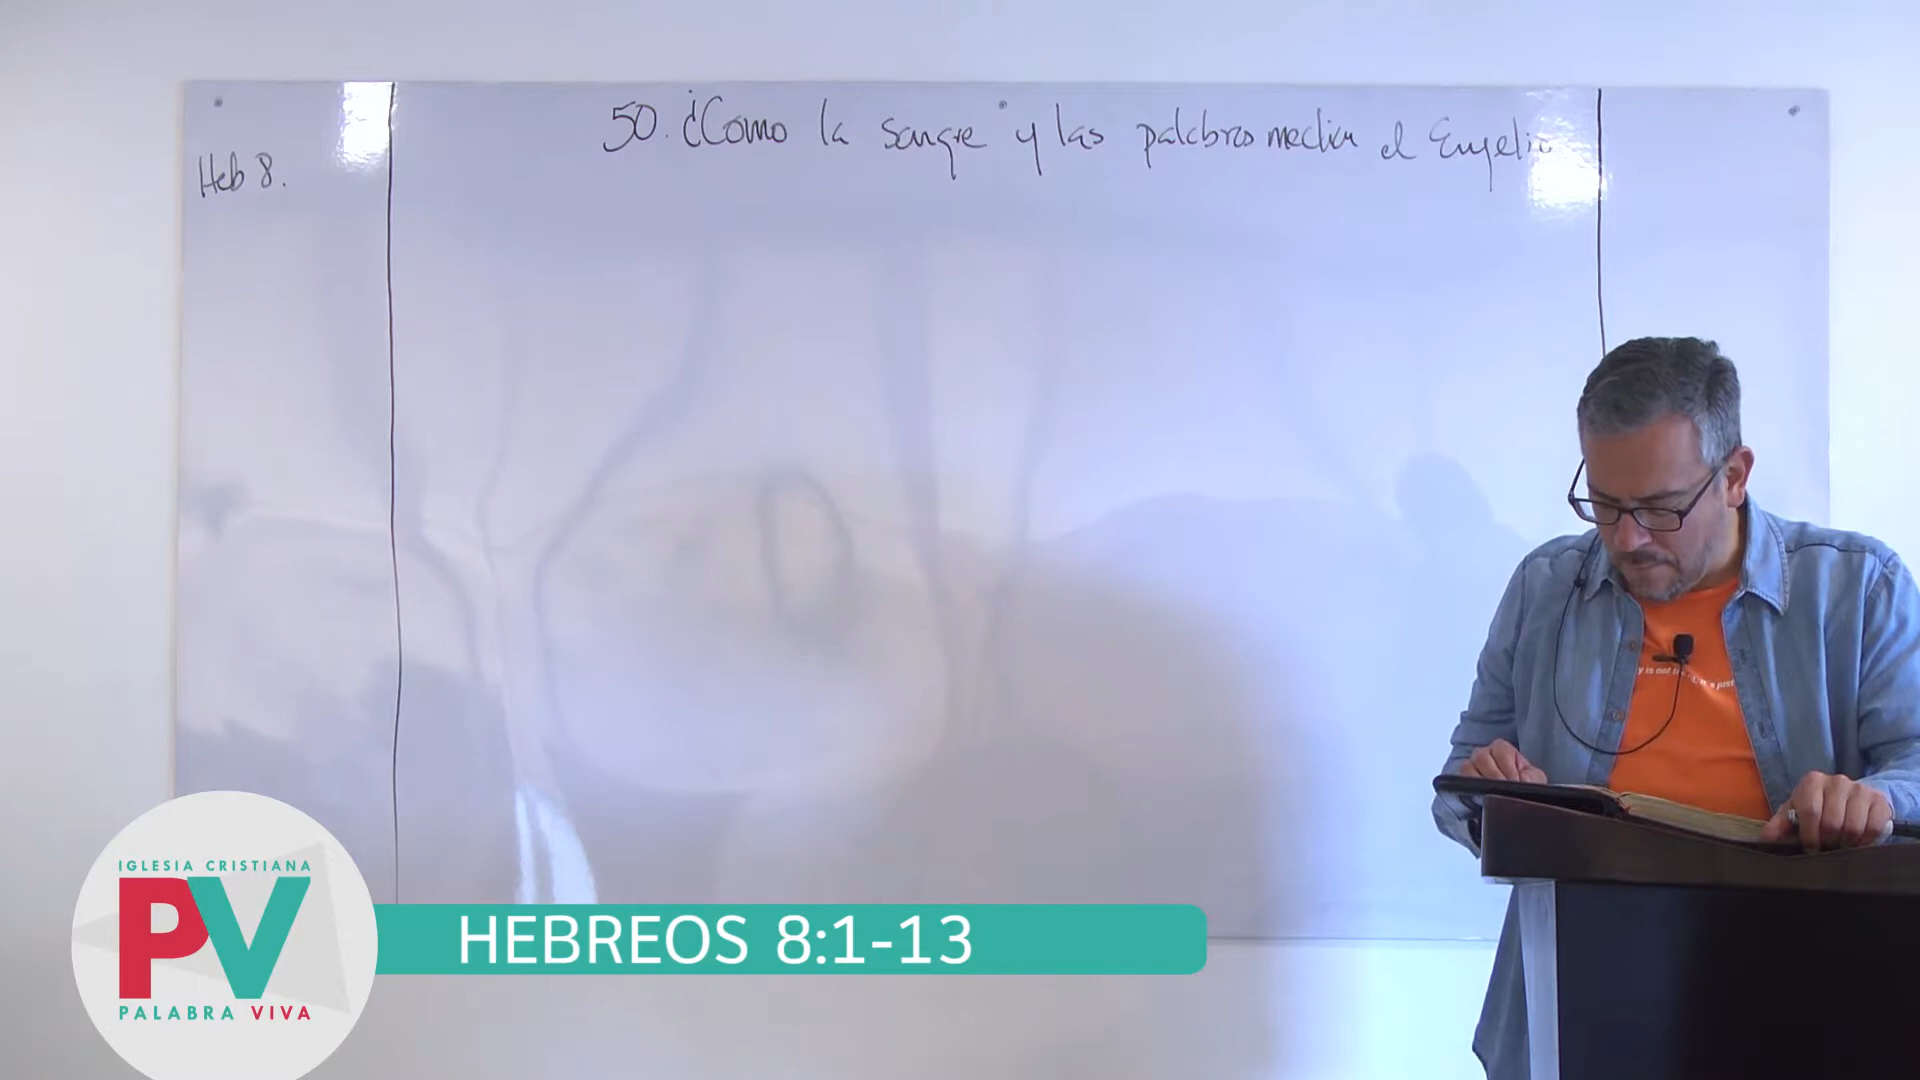 50. ¿Como la sangre y las palabras median el
Heb 8.
IGLESIA CRISTIANA
PV
PALABRA VIVA
HEBREOS 8:1-13